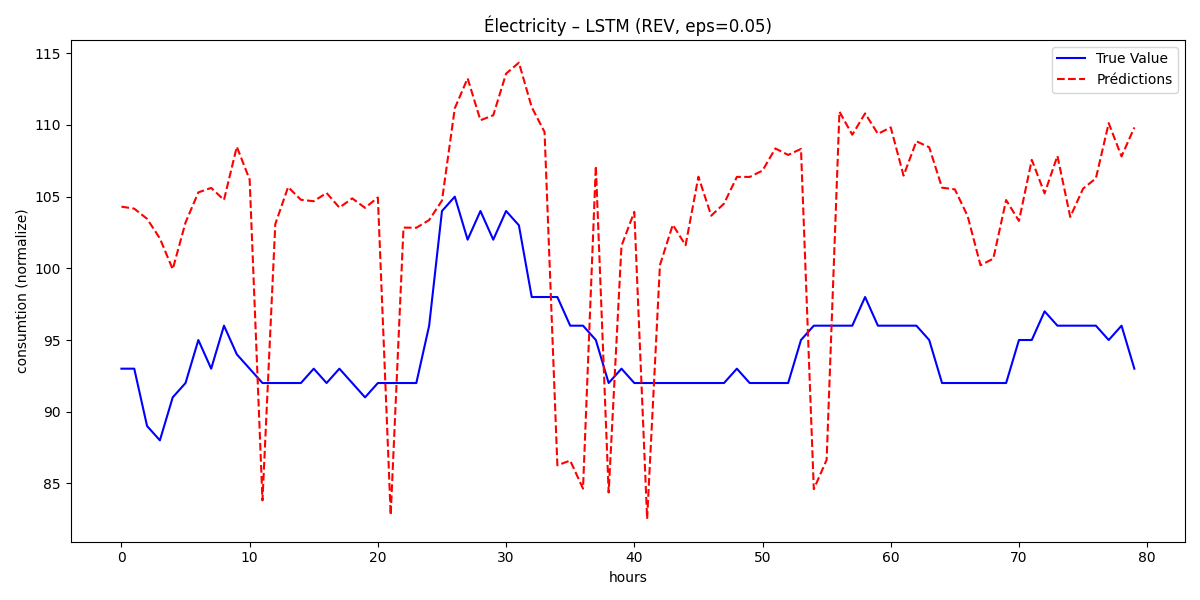 Électricity – LSTM (REV, eps=0.05)
True Value
Prédictions
consumtion (normalize)
115
110
105
100
95
90
85
0 10 20 30 40 50 60 70 80
hours